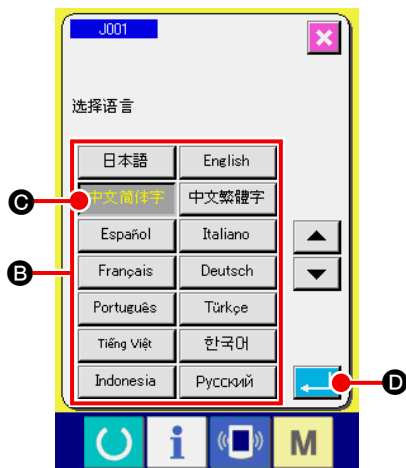 J001
选择语言
日本語 English
中文简体字 中文繁體字
Español Italiano
Français Deutsch
Português Türkçe
Tiếng Việt 한국어
Indonesia Русский
C
B
D
i
M